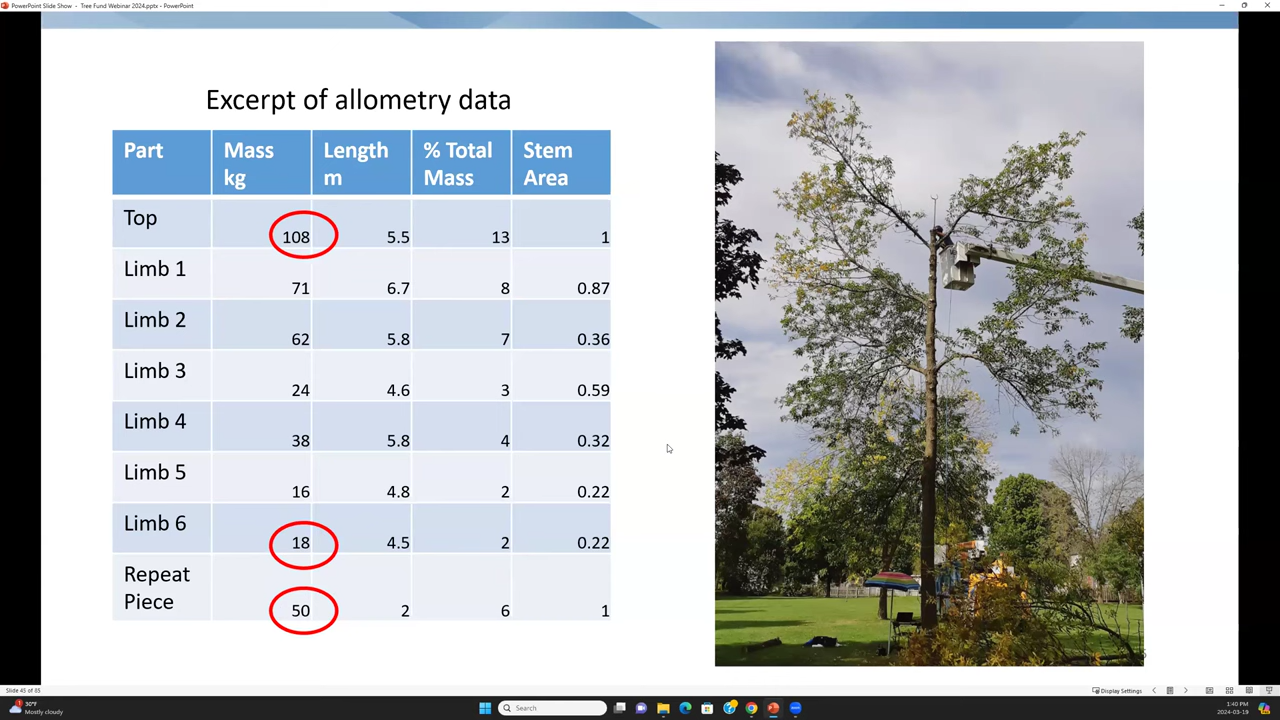 PowerPoint Slide Show - Tree Fund Webinar 2024.pptx - PowerPoint
Excerpt of allometry data
Part Mass kg Length m % Total Mass Stem Area
Top 108 5.5 13 1
Limb 1 71 6.7 8 0.87
Limb 2 62 5.8 7 0.36
Limb 3 24 4.6 3 0.59
Limb 4 38 5.8 4 0.32
Limb 5 16 4.8 2 0.22
Limb 6 18 4.5 2 0.22
Repeat Piece 50 2 6 1
Slide 45 of 85
Display Settings
1
30°F
Mostly cloudy
Search
1:40 PM
2024-03-19